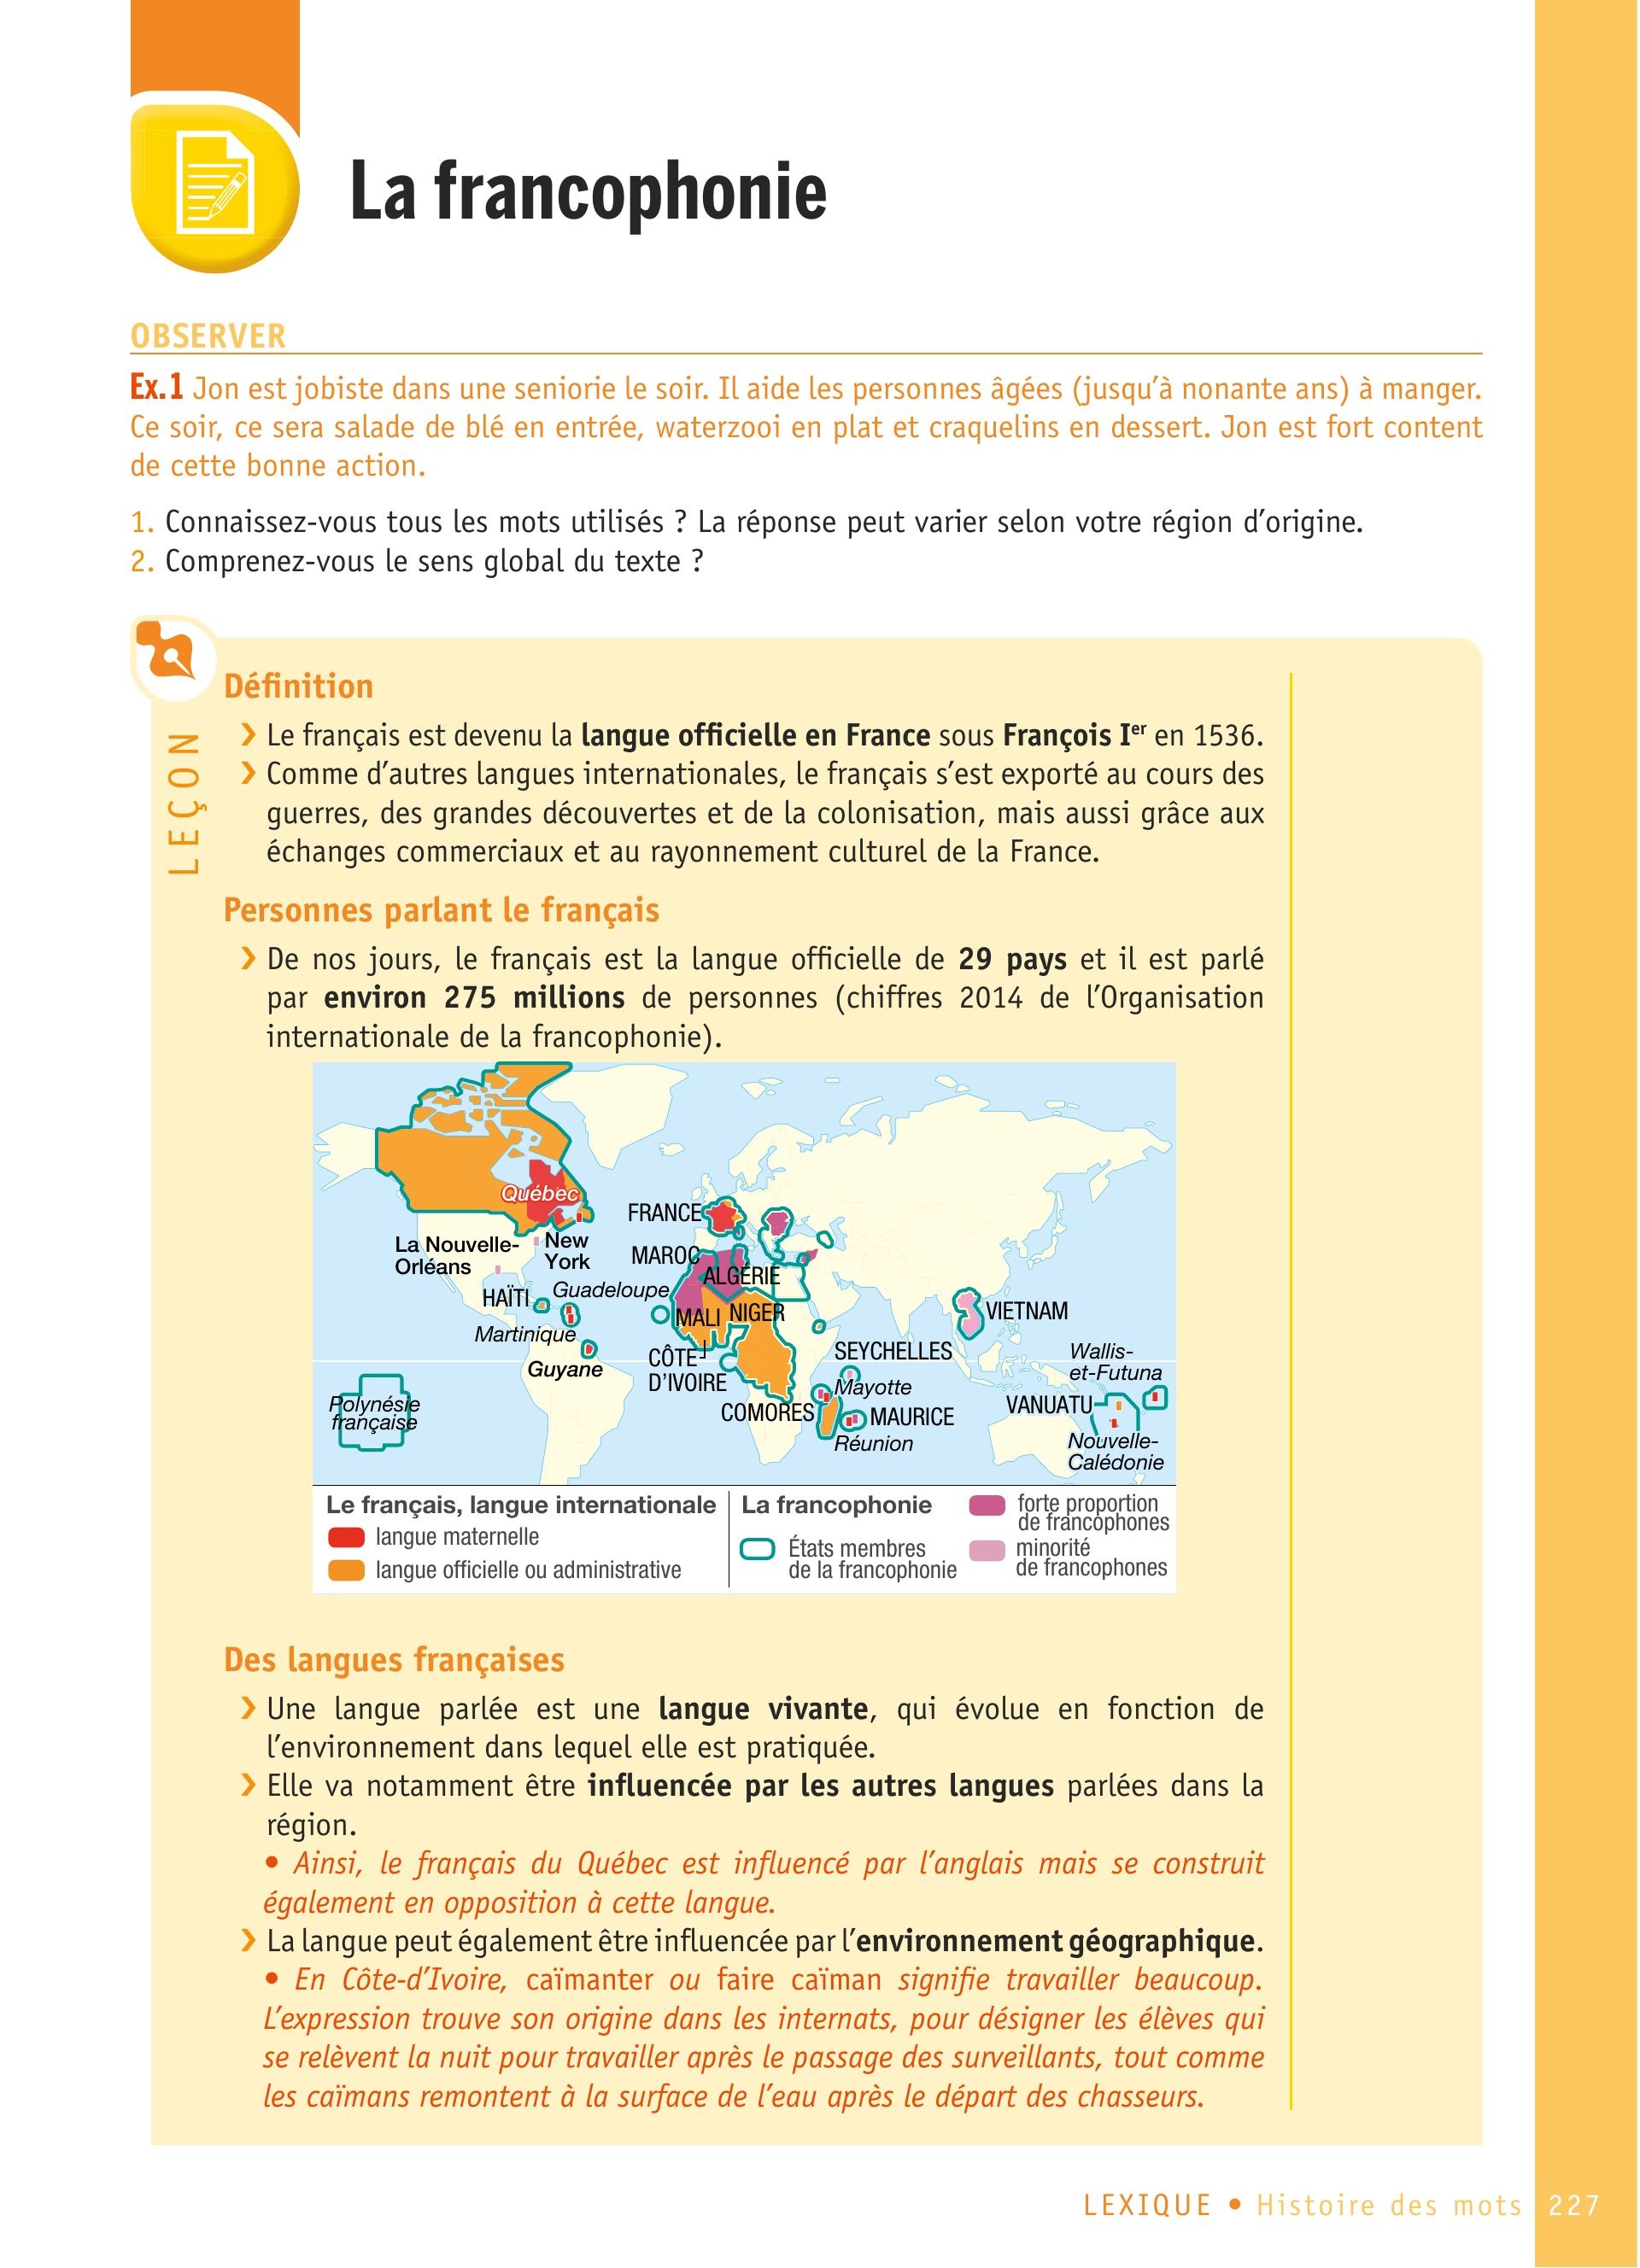 La francophonie
OBSERVER
Ex.1 Jon est jobiste dans une seniorie le soir. Il aide les personnes âgées (jusqu’à nonante ans) à manger.
Ce soir, ce sera salade de blé en entrée, waterzooi en plat et craquelins en dessert. Jon est fort content
de cette bonne action.
1. Connaissez-vous tous les mots utilisés ? La réponse peut varier selon votre région d’origine.
2. Comprenez-vous le sens global du texte ?
LEÇON
Définition
› Le français est devenu la langue officielle en France sous François Ier en 1536.
› Comme d’autres langues internationales, le français s’est exporté au cours des
guerres, des grandes découvertes et de la colonisation, mais aussi grâce aux
échanges commerciaux et au rayonnement culturel de la France.
Personnes parlant le français
› De nos jours, le français est la langue officielle de 29 pays et il est parlé
par environ 275 millions de personnes (chiffres 2014 de l’Organisation
internationale de la francophonie).
Québec
FRANCE
La Nouvelle-
Orléans
New
York
MAROC
ALGÉRIE
HAÏTI
Guadeloupe
MALI
NIGER
VIETNAM
Martinique
Guyane
CÔTE
D’IVOIRE
SEYCHELLES
Wallis-
et-Futuna
Mayotte
Polynésie
française
COMORES
MAURICE
VANUATU
Réunion
Nouvelle-
Calédonie
Le français, langue internationale
langue maternelle
langue officielle ou administrative
La francophonie
États membres
de la francophonie
forte proportion
de francophones
minorité
de francophones
Des langues françaises
› Une langue parlée est une langue vivante, qui évolue en fonction de
l’environnement dans lequel elle est pratiquée.
› Elle va notamment être influencée par les autres langues parlées dans la
région.
• Ainsi, le français du Québec est influencé par l’anglais mais se construit
également en opposition à cette langue.
› La langue peut également être influencée par l’environnement géographique.
• En Côte-d’Ivoire, caïmanter ou faire caïman signifie travailler beaucoup.
L’expression trouve son origine dans les internats, pour désigner les élèves qui
se relèvent la nuit pour travailler après le passage des surveillants, tout comme
les caïmans remontent à la surface de l’eau après le départ des chasseurs.
LEXIQUE • Histoire des mots 227